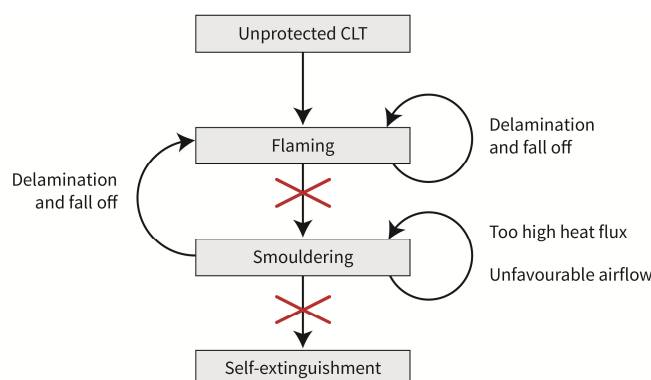 Unprotected CLT
Delamination
and fall off
Flaming
Delamination
and fall off
Too high heat flux
Smouldering
Unfavourable airflow
Self-extinguishment